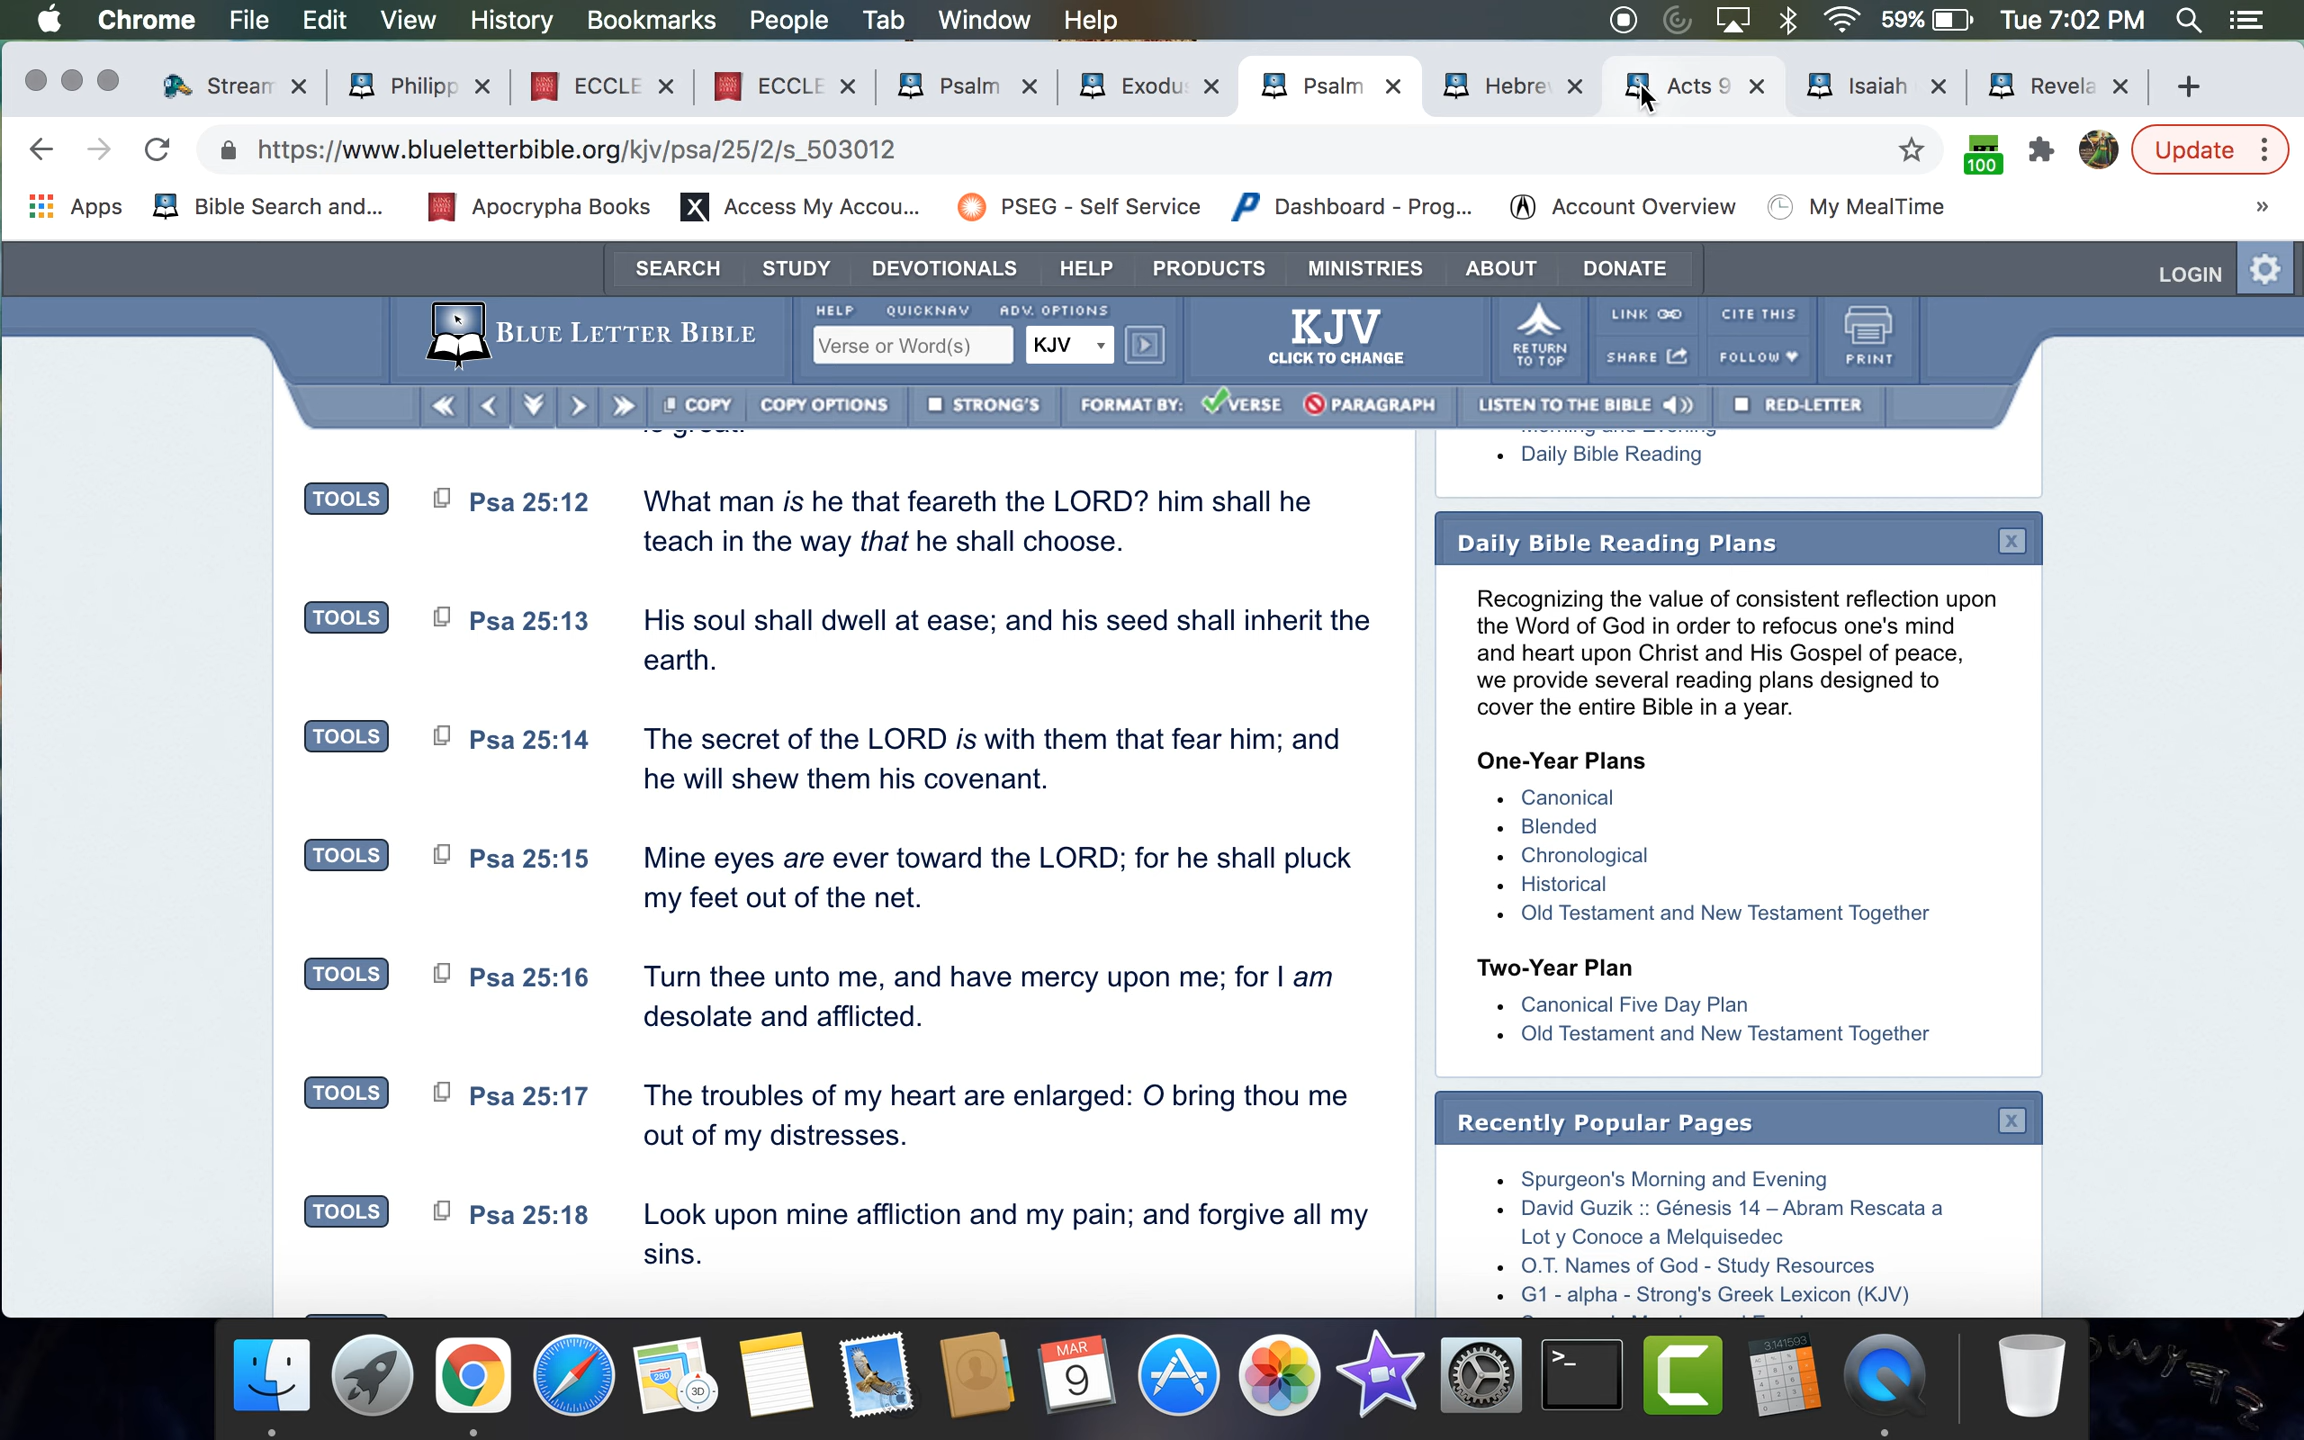 Chrome File Edit View History Bookmarks People Tab Window Help 59% Tue 7:02 PM
Stream Philipp ECCLE ECCLE Psalm Exodu Psalm Hebre Acts 9 Isaiah Revela
https://www.blueletterbible.org/kjv/psa/25/2/s_503012 100 Update
Apps Bible Search and... Apocrypha Books X Access My Accou... PSEG - Self Service Dashboard - Prog... Account Overview My MealTime »
SEARCH STUDY DEVOTIONALS HELP PRODUCTS MINISTRIES ABOUT DONATE LOGIN
HELP QUICKNAV ADV. OPTIONS
BLUE LETTER BIBLE
Verse or Word(s) KJV
KJV
CLICK TO CHANGE
RETURN
TO TOP
LINK CITE THIS
SHARE FOLLOW
PRINT
COPY COPY OPTIONS STRONG'S FORMAT BY: VERSE PARAGRAPH LISTEN TO THE BIBLE RED-LETTER
is great.
TOOLS Psa 25:12 What man is he that feareth the LORD? him shall he
teach in the way that he shall choose.
TOOLS Psa 25:13 His soul shall dwell at ease; and his seed shall inherit the
earth.
TOOLS Psa 25:14 The secret of the LORD is with them that fear him; and
he will shew them his covenant.
TOOLS Psa 25:15 Mine eyes are ever toward the LORD; for he shall pluck
my feet out of the net.
TOOLS Psa 25:16 Turn thee unto me, and have mercy upon me; for I am
desolate and afflicted.
TOOLS Psa 25:17 The troubles of my heart are enlarged: O bring thou me
out of my distresses.
TOOLS Psa 25:18 Look upon mine affliction and my pain; and forgive all my
sins.
Morning and Evening
Daily Bible Reading
Daily Bible Reading Plans
Recognizing the value of consistent reflection upon
the Word of God in order to refocus one's mind
and heart upon Christ and His Gospel of peace,
we provide several reading plans designed to
cover the entire Bible in a year.
One-Year Plans
Canonical
Blended
Chronological
Historical
Old Testament and New Testament Together
Two-Year Plan
Canonical Five Day Plan
Old Testament and New Testament Together
Recently Popular Pages
Spurgeon's Morning and Evening
David Guzik :: Génesis 14 – Abram Rescata a
Lot y Conoce a Melquisedec
O.T. Names of God - Study Resources
G1 - alpha - Strong's Greek Lexicon (KJV)
280
3D
MAR
9
>_
3.141593